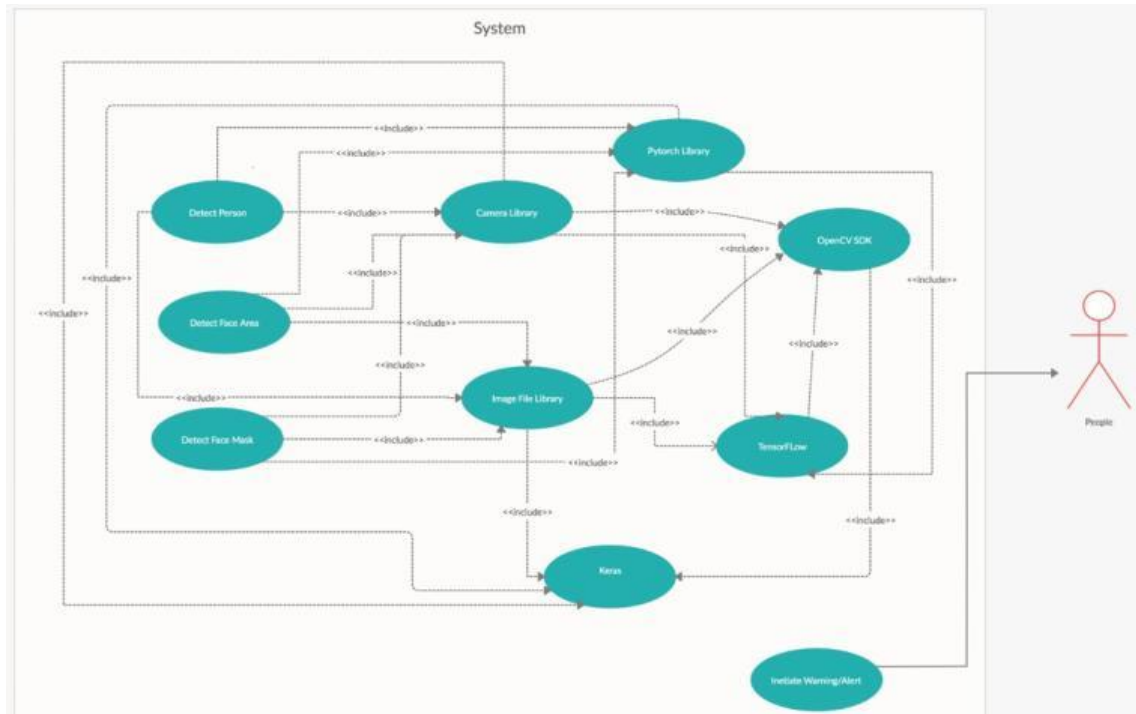 System
<<include>>
Pytorch Library
<<include>>
Detect Person
<<include>>
Camera Library
<<include>>
OpenCV SDK
<<include>>
<<include>>
<<include>>
<<include>>
<<include>>
Detect Face Area
<<include>>
<<include>>
<<include>>
<<include>>
<<include>>
Image File Library
People
<<include>>
Detect Face Mask
<<include>>
TensorFLow
<<include>>
<<include>>
<<include>>
Keras
Inetiate Warning/Alert